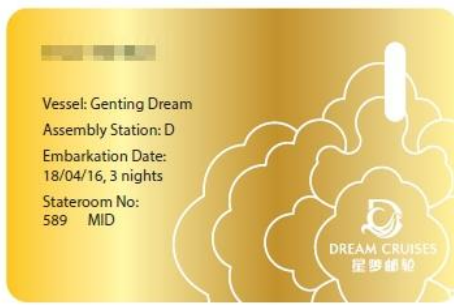 Vessel: Genting Dream
Assembly Station: D
Embarkation Date:
18/04/16, 3 nights
Stateroom No:
589 MID
DREAM CRUISES
星梦邮轮